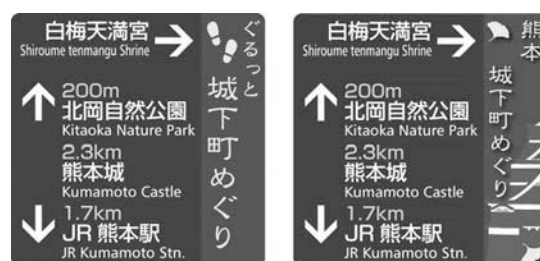 白梅天満宮
Shiroume tenmangu Shrine
200m
北岡自然公園
Kitaoka Nature Park
2.3km
熊本城
Kumamoto Castle
1.7km
JR 熊本駅
JR Kumamoto Stn.
ぐるっと
城下町めぐり
白梅天満宮
Shiroume tenmangu Shrine
200m
北岡自然公園
Kitaoka Nature Park
2.3km
熊本城
Kumamoto Castle
1.7km
JR 熊本駅
JR Kumamoto Stn.
熊本
城下町めぐり